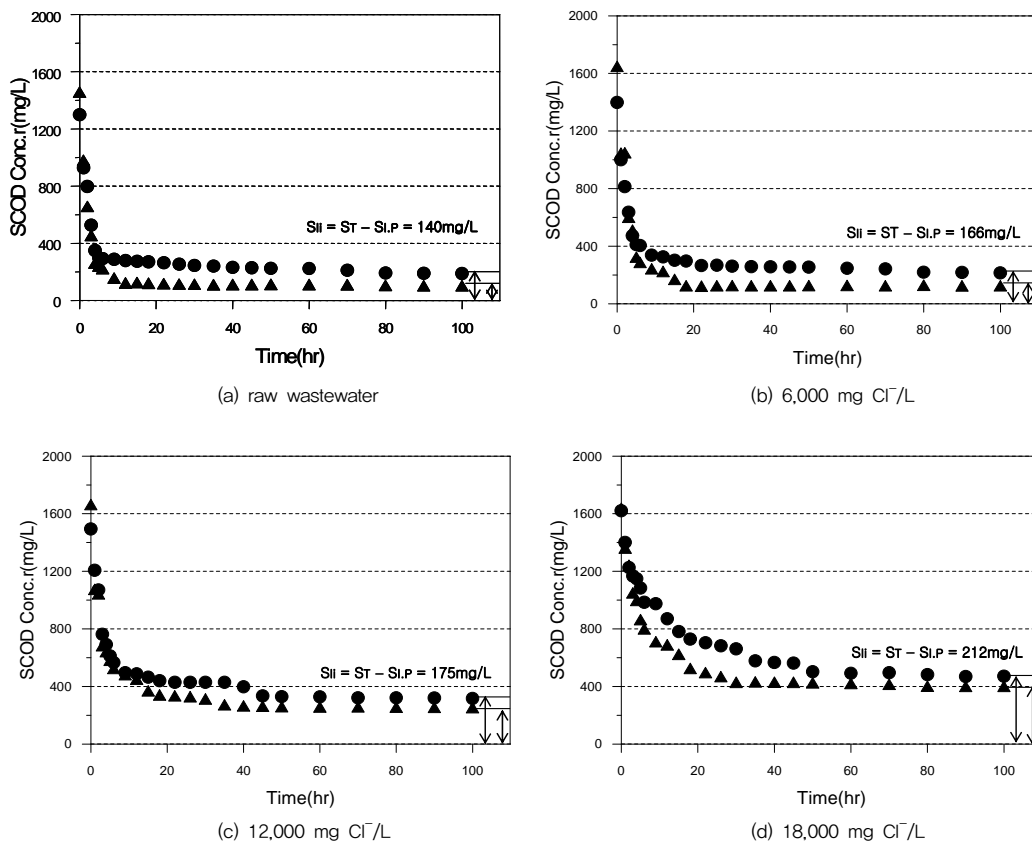 2000
1600
1200
800
400
0
SCOD Conc.r(mg/L)
SII = ST – SI.P = 140mg/L
0 20 40 60 80 100
Time(hr)
(a) raw wastewater
2000
1600
1200
800
400
0
SCOD Conc.r(mg/L)
SII = ST – SI.P = 166mg/L
0 20 40 60 80 100
Time(hr)
(b) 6,000 mg Cl⁻/L
2000
1600
1200
800
400
0
SCOD Conc.r(mg/L)
SII = ST – SI.P = 175mg/L
0 20 40 60 80 100
Time(hr)
(c) 12,000 mg Cl⁻/L
2000
1600
1200
800
400
0
SCOD Conc.r(mg/L)
SII = ST – SI.P = 212mg/L
0 20 40 60 80 100
Time(hr)
(d) 18,000 mg Cl⁻/L